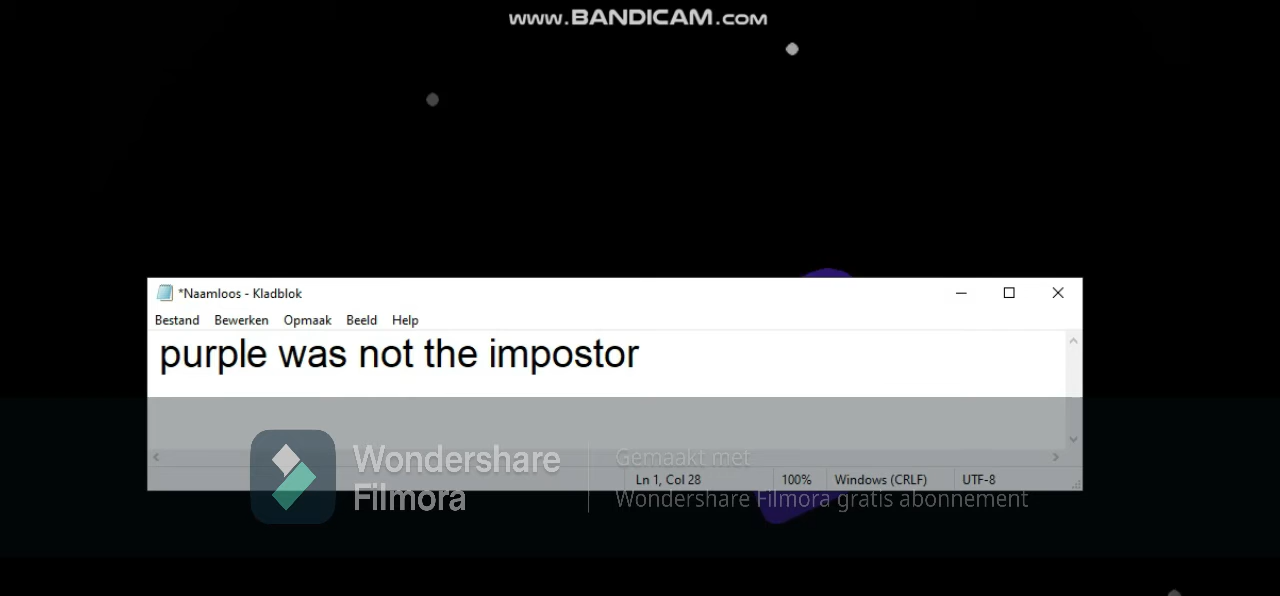 www.BANDICAM.com
*Naamloos - Kladblok
Bestand Bewerken Opmaak Beeld Help
purple was not the impostor
Wondershare
Filmora
Gemaakt met
Wondershare Filmora gratis abonnement
Ln 1, Col 28 100% Windows (CRLF) UTF-8